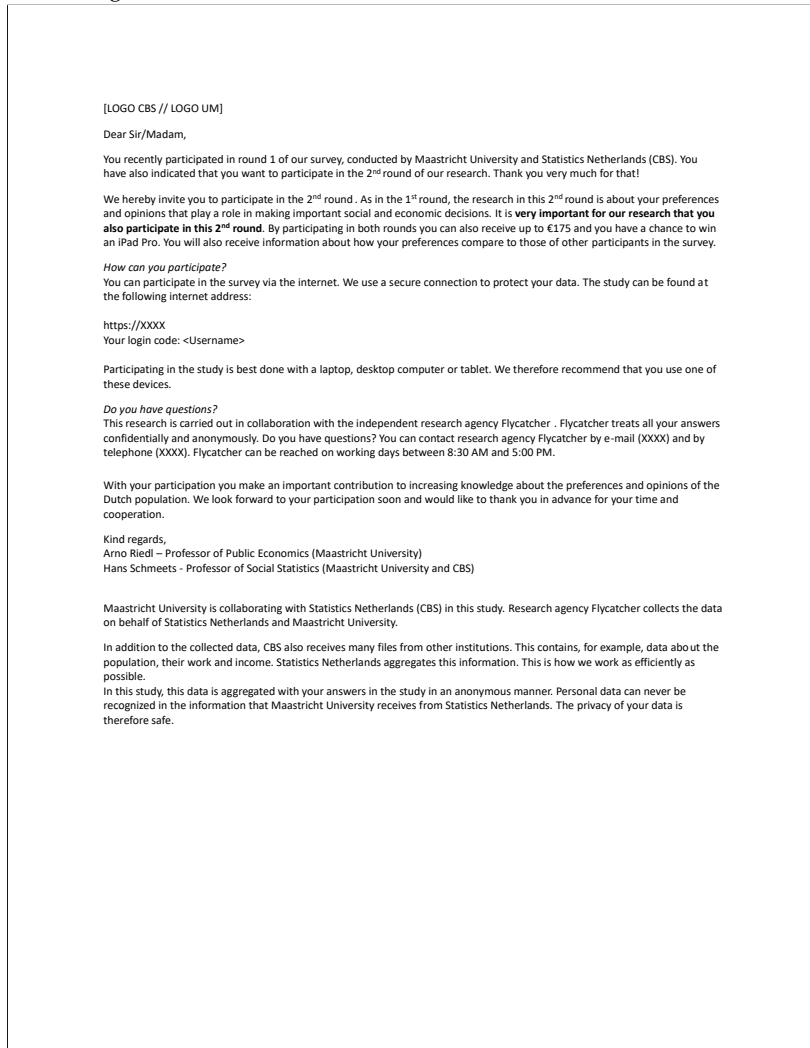 [LOGO CBS // LOGO UM]
Dear Sir/Madam,
You recently participated in round 1 of our survey, conducted by Maastricht University and Statistics Netherlands (CBS). You
have also indicated that you want to participate in the 2nd round of our research. Thank you very much for that!
We hereby invite you to participate in the 2nd round . As in the 1st round, the research in this 2nd round is about your preferences
and opinions that play a role in making important social and economic decisions. It is very important for our research that you
also participate in this 2nd round. By participating in both rounds you can also receive up to €175 and you have a chance to win
an iPad Pro. You will also receive information about how your preferences compare to those of other participants in the survey.
How can you participate?
You can participate in the survey via the internet. We use a secure connection to protect your data. The study can be found at
the following internet address:
https://XXXX
Your login code: <Username>
Participating in the study is best done with a laptop, desktop computer or tablet. We therefore recommend that you use one of
these devices.
Do you have questions?
This research is carried out in collaboration with the independent research agency Flycatcher . Flycatcher treats all your answers
confidentially and anonymously. Do you have questions? You can contact research agency Flycatcher by e-mail (XXXX) and by
telephone (XXXX). Flycatcher can be reached on working days between 8:30 AM and 5:00 PM.
With your participation you make an important contribution to increasing knowledge about the preferences and opinions of the
Dutch population. We look forward to your participation soon and would like to thank you in advance for your time and
cooperation.
Kind regards,
Arno Riedl – Professor of Public Economics (Maastricht University)
Hans Schmeets - Professor of Social Statistics (Maastricht University and CBS)
Maastricht University is collaborating with Statistics Netherlands (CBS) in this study. Research agency Flycatcher collects the data
on behalf of Statistics Netherlands and Maastricht University.
In addition to the collected data, CBS also receives many files from other institutions. This contains, for example, data about the
population, their work and income. Statistics Netherlands aggregates this information. This is how we work as efficiently as
possible.
In this study, this data is aggregated with your answers in the study in an anonymous manner. Personal data can never be
recognized in the information that Maastricht University receives from Statistics Netherlands. The privacy of your data is
therefore safe.